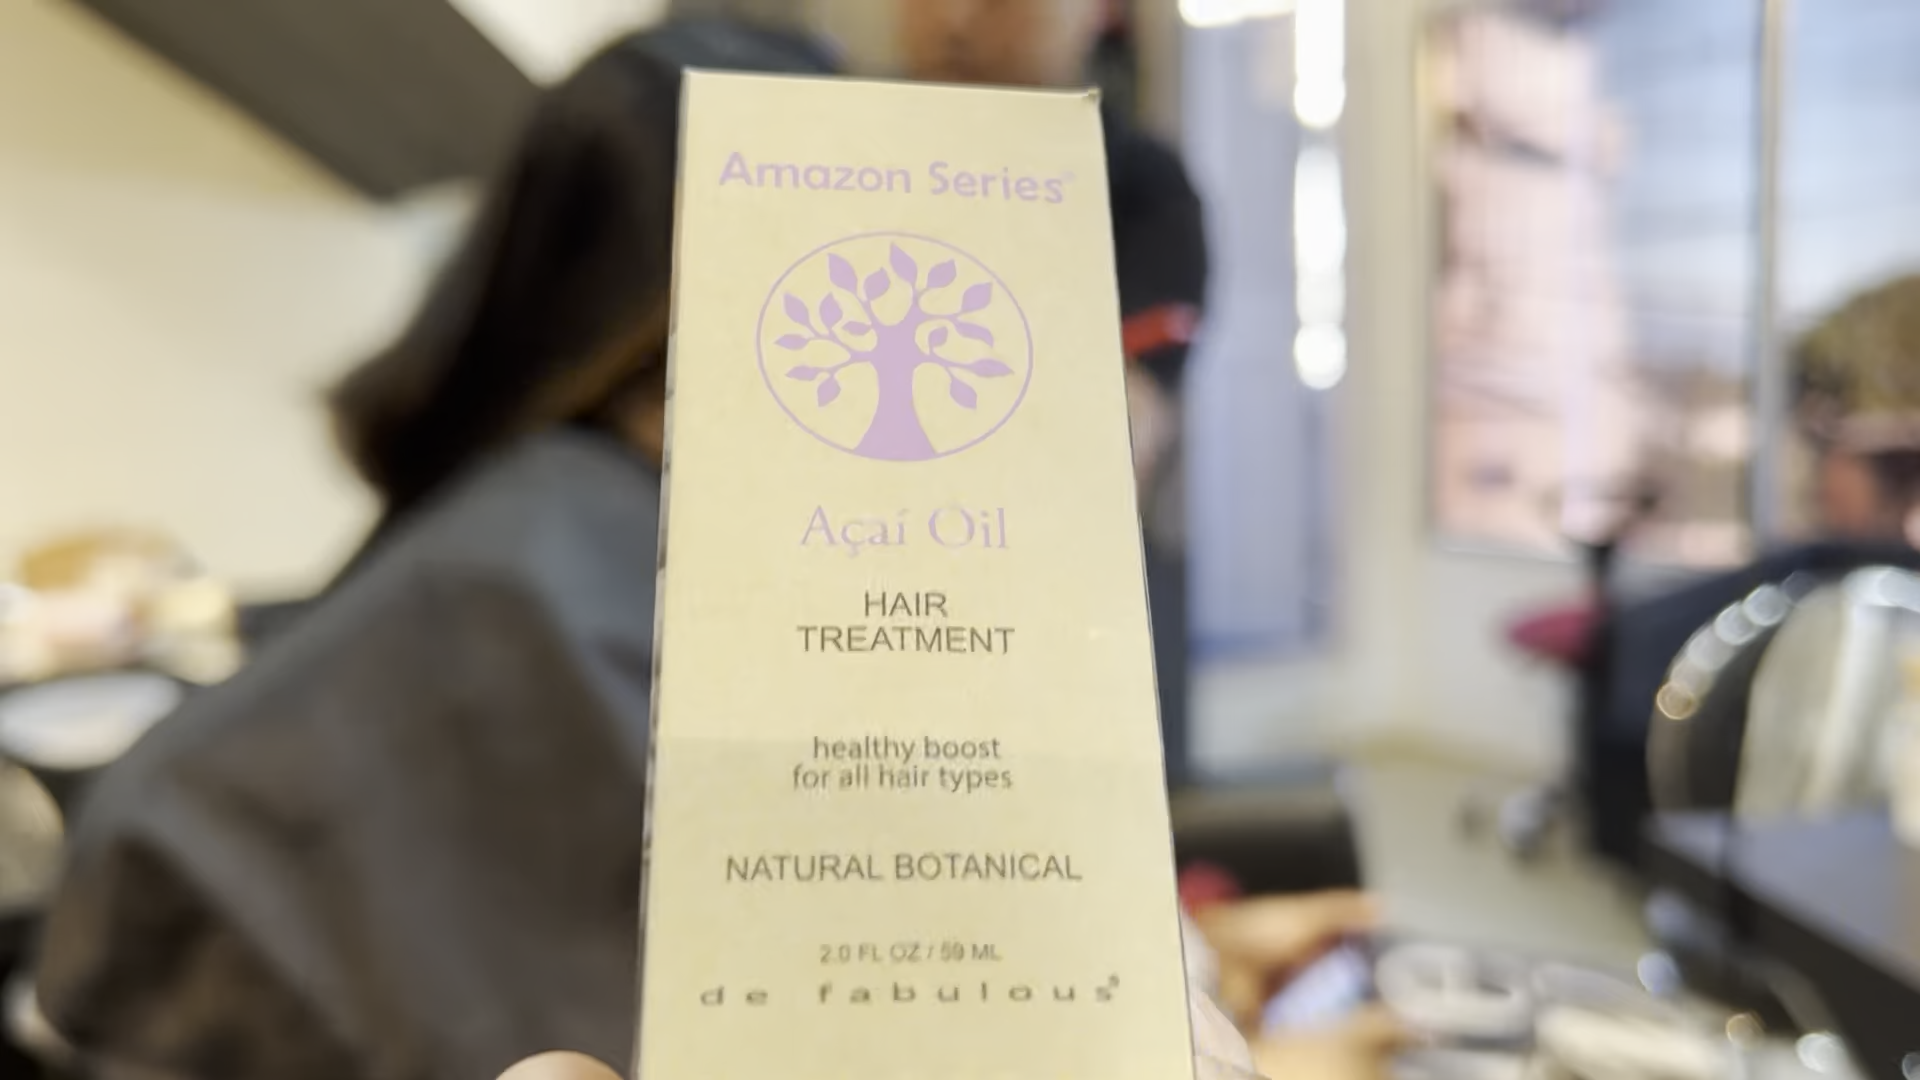 Amazon Series®
Açaí Oil
HAIR
TREATMENT
healthy boost
for all hair types
NATURAL BOTANICAL
2.0 FL OZ / 59 ML
de fabulous®